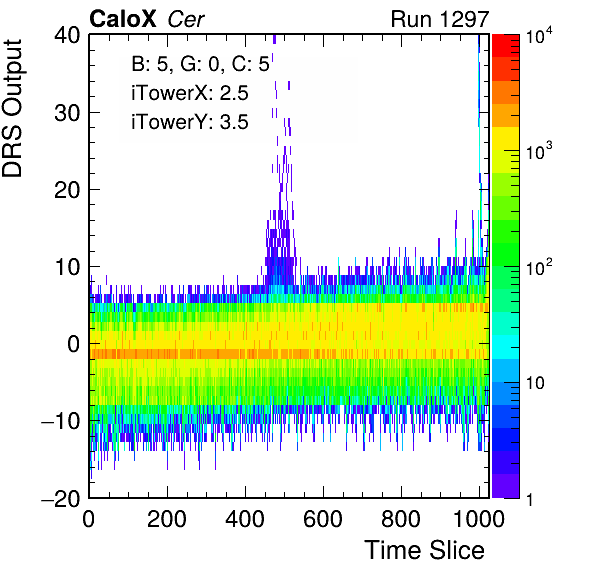 CaloX Cer Run 1297
DRS Output
B: 5, G: 0, C: 5
iTowerX: 2.5
iTowerY: 3.5
40
30
20
10
0
−10
−20
0 200 400 600 800 1000
Time Slice
10^4
10^3
10^2
10
1